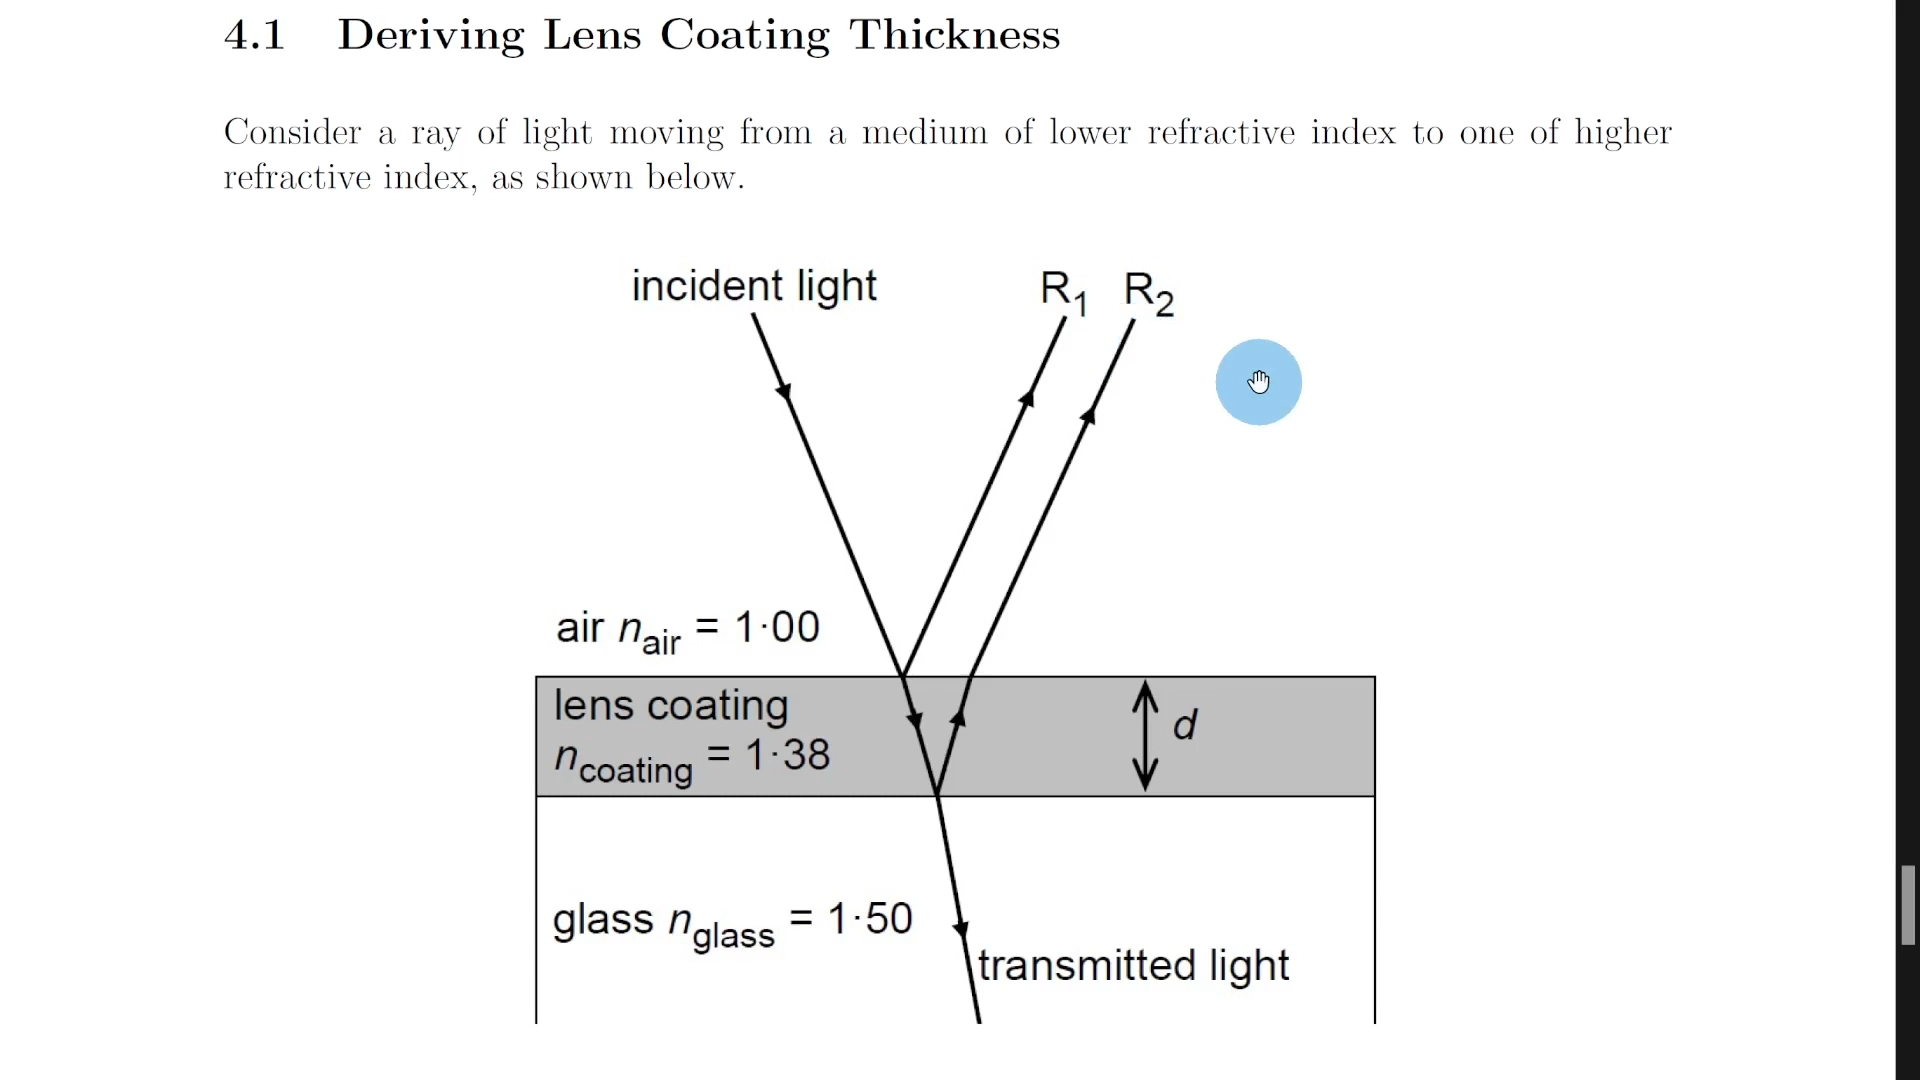 4.1 Deriving Lens Coating Thickness
Consider a ray of light moving from a medium of lower refractive index to one of higher
refractive index, as shown below.
incident light
R1 R2
air nair = 1·00
lens coating
ncoating = 1·38
d
glass nglass = 1·50
transmitted light